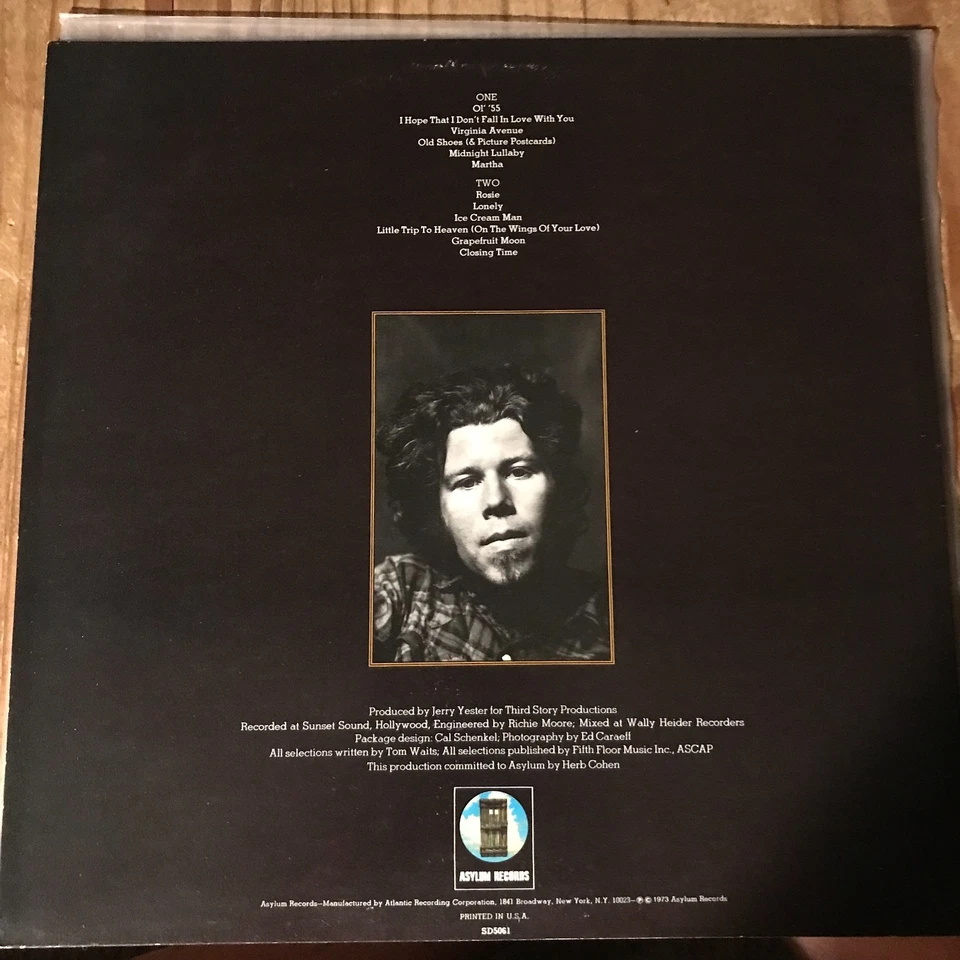 ONE
Ol' '55
I Hope That I Don't Fall In Love With You
Virginia Avenue
Old Shoes (& Picture Postcards)
Midnight Lullaby
Martha
TWO
Rosie
Lonely
Ice Cream Man
Little Trip To Heaven (On The Wings Of Your Love)
Grapefruit Moon
Closing Time
Produced by Jerry Yester for Third Story Productions
Recorded at Sunset Sound, Hollywood, Engineered by Richie Moore; Mixed at Wally Heider Recorders
Package design: Cal Schenkel; Photography by Ed Caraeff
All selections written by Tom Waits; All selections published by Fifth Floor Music Inc., ASCAP
This production committed to Asylum by Herb Cohen
ASYLUM RECORDS
Asylum Records—Manufactured by Atlantic Recording Corporation, 1841 Broadway, New York, N.Y. 10023—℗ © 1973 Asylum Records
PRINTED IN U.S.A.
SD5061